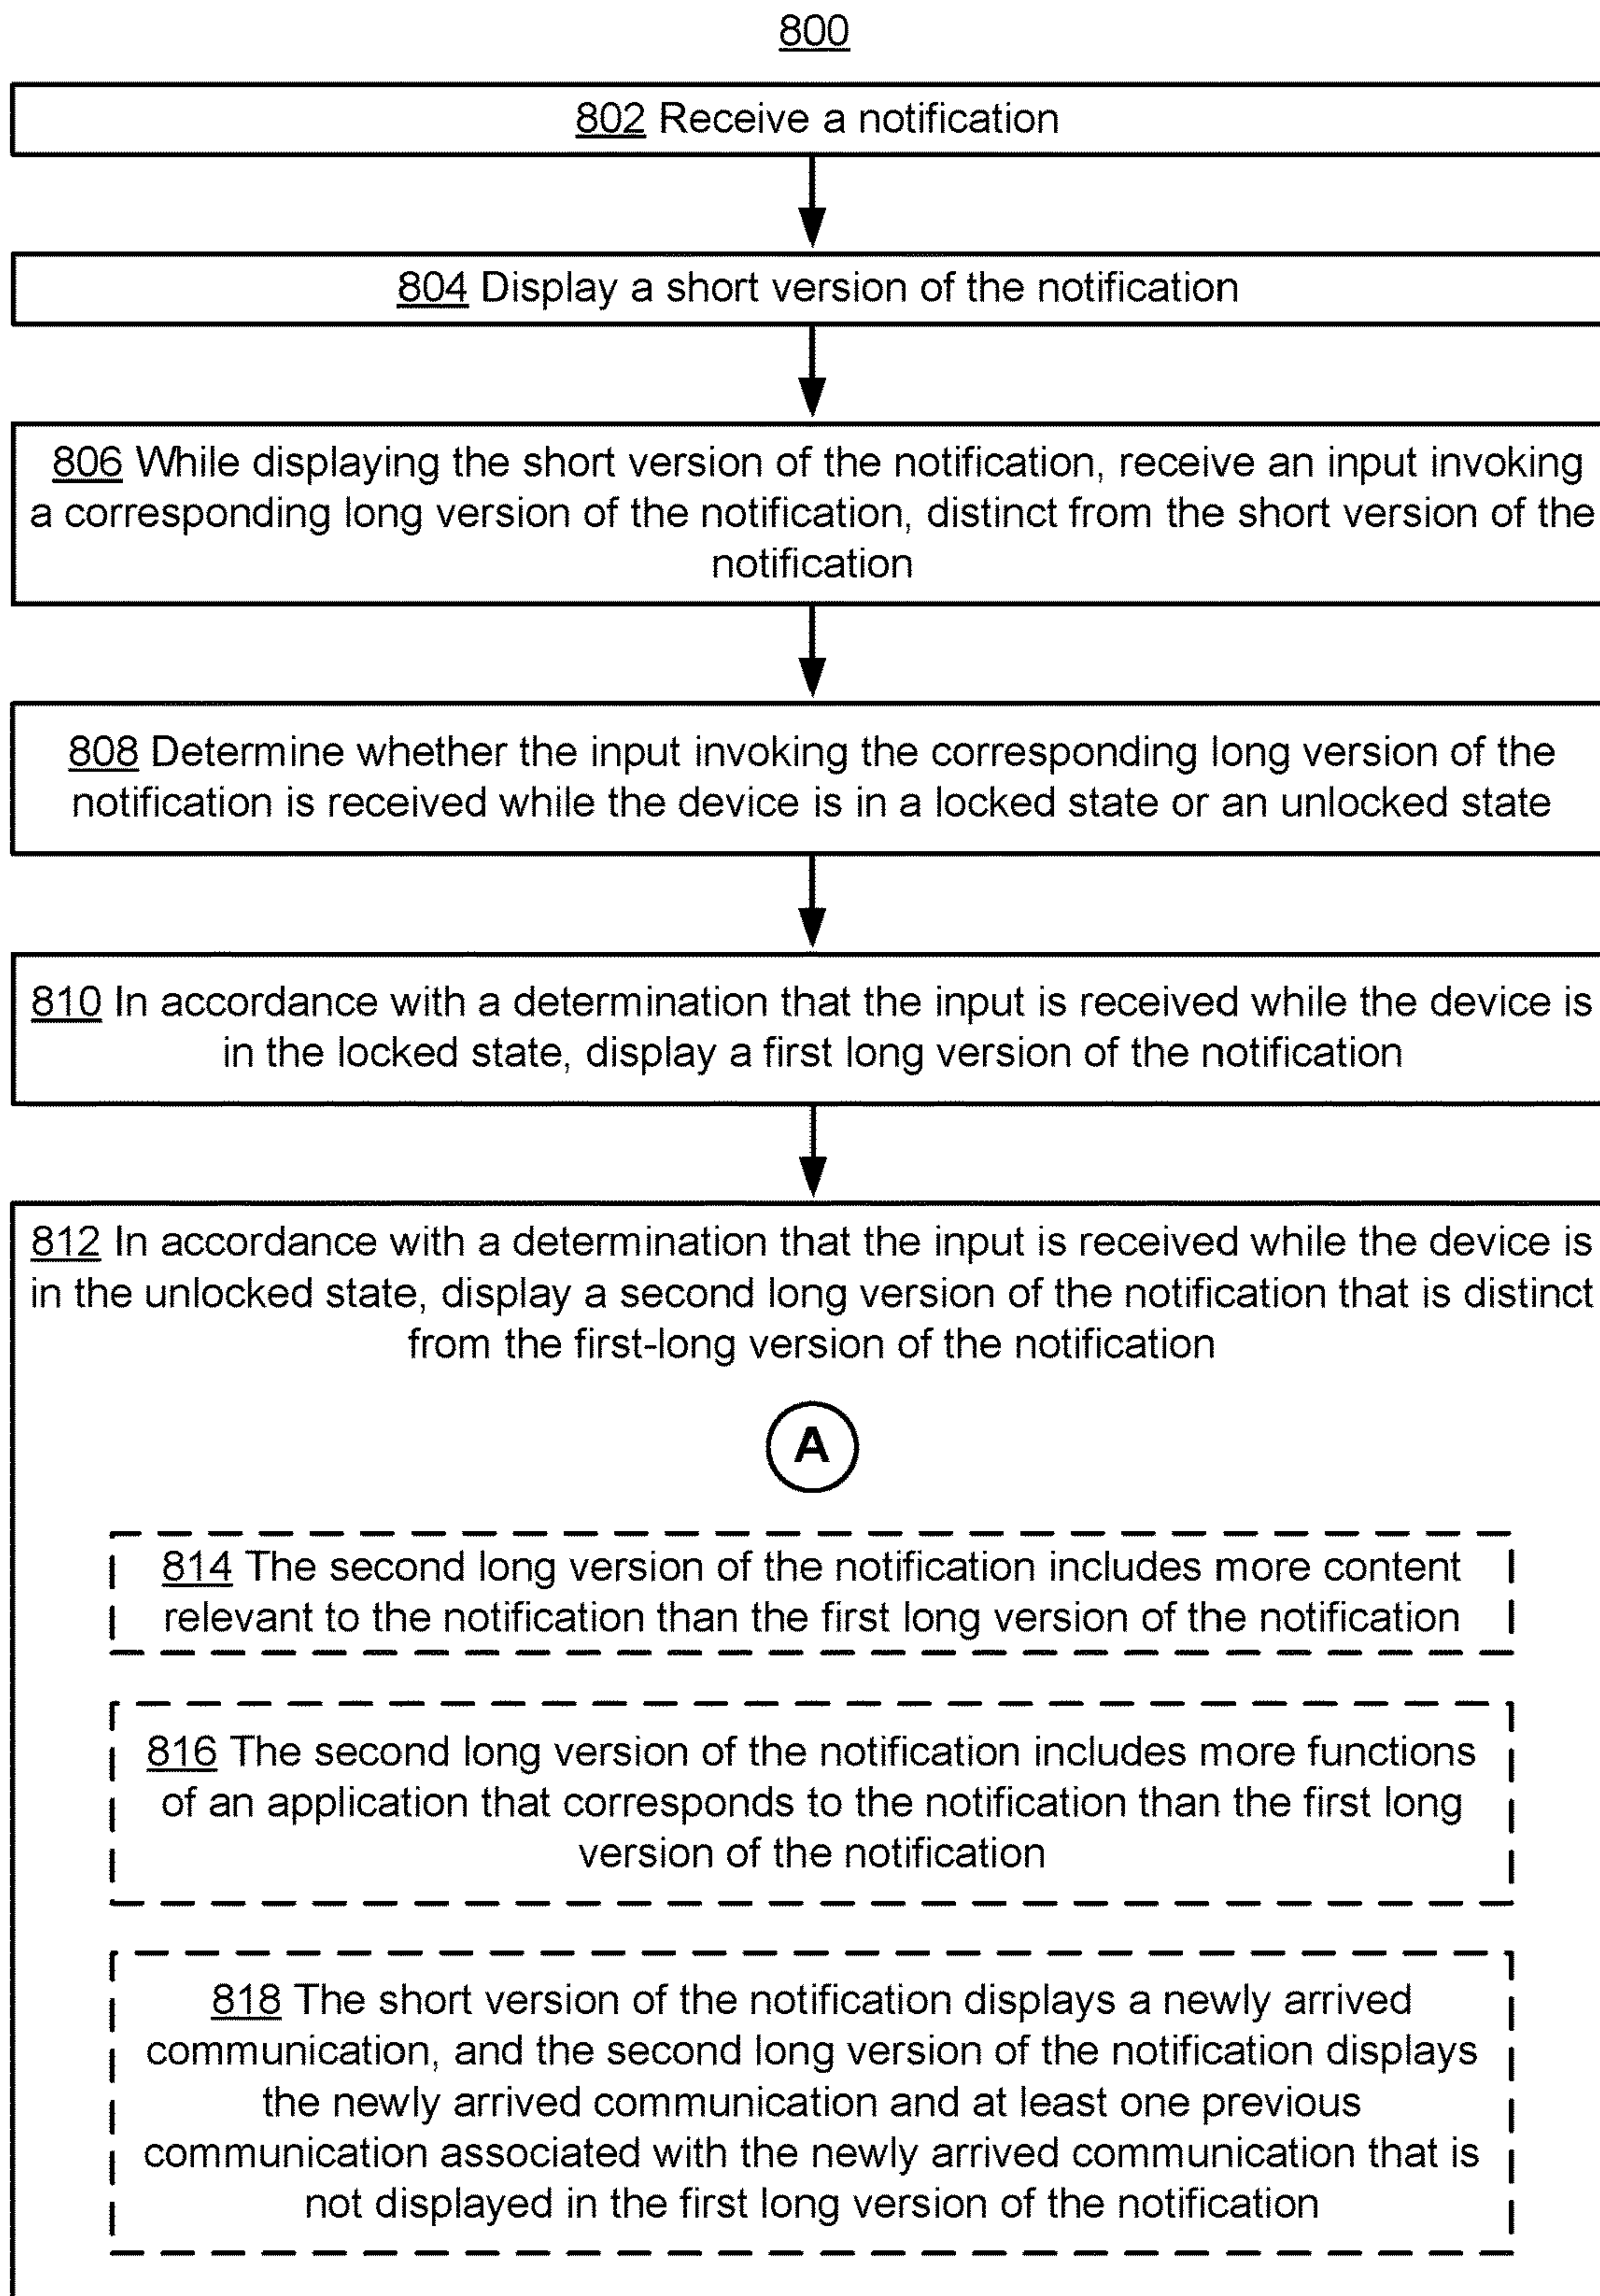 800
802 Receive a notification
804 Display a short version of the notification
806 While displaying the short version of the notification, receive an input invoking
a corresponding long version of the notification, distinct from the short version of the
notification
808 Determine whether the input invoking the corresponding long version of the
notification is received while the device is in a locked state or an unlocked state
810 In accordance with a determination that the input is received while the device is
in the locked state, display a first long version of the notification
812 In accordance with a determination that the input is received while the device is
in the unlocked state, display a second long version of the notification that is distinct
from the first-long version of the notification
A
814 The second long version of the notification includes more content
relevant to the notification than the first long version of the notification
816 The second long version of the notification includes more functions
of an application that corresponds to the notification than the first long
version of the notification
818 The short version of the notification displays a newly arrived
communication, and the second long version of the notification displays
the newly arrived communication and at least one previous
communication associated with the newly arrived communication that is
not displayed in the first long version of the notification